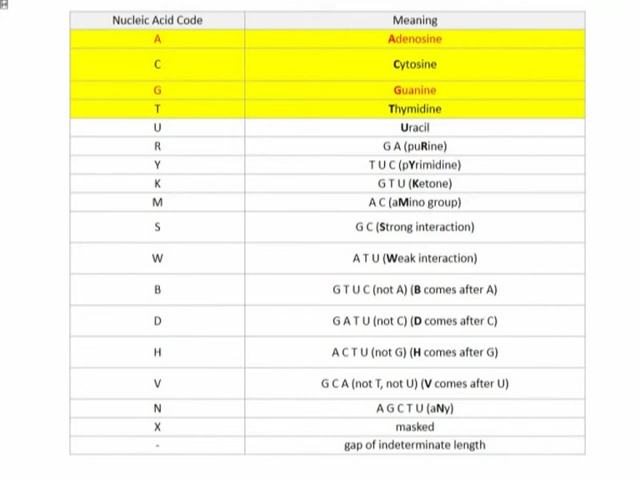 Nucleic Acid Code Meaning
A Adenosine
C Cytosine
G Guanine
T Thymidine
U Uracil
R G A (puRine)
Y T U C (pYrimidine)
K G T U (Ketone)
M A C (aMino group)
S G C (Strong interaction)
W A T U (Weak interaction)
B G T U C (not A) (B comes after A)
D G A T U (not C) (D comes after C)
H A C T U (not G) (H comes after G)
V G C A (not T, not U) (V comes after U)
N A G C T U (aNy)
X masked
- gap of indeterminate length